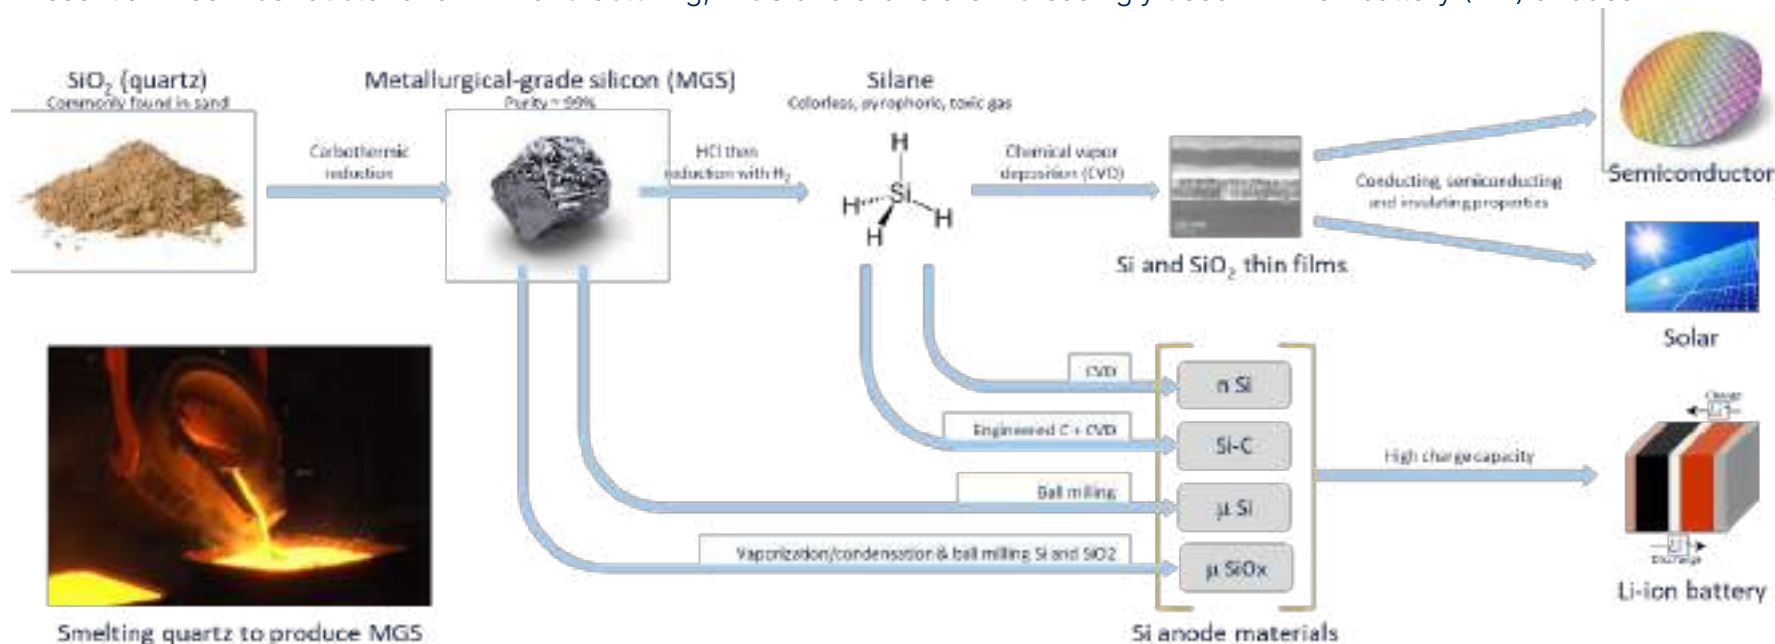 SiO₂ (quartz)
Commonly found in sand
Carbothermic
reduction
Metallurgical-grade silicon (MGS)
Purity ~ 99%
HCl then
reduction with H₂
Silane
Colorless, pyrophoric, toxic gas
H
Si
H
H
H
Chemical vapor
deposition (CVD)
Si and SiO₂ thin films
Conducting, semiconducting
and insulating properties
Semiconductor
Solar
CVD
n Si
Engineered C + CVD
Si-C
Ball milling
μ Si
Vaporization/condensation & ball milling Si and SiO2
μ SiOx
Si anode materials
High charge capacity
Charge
Discharge
Li-ion battery
Smelting quartz to produce MGS